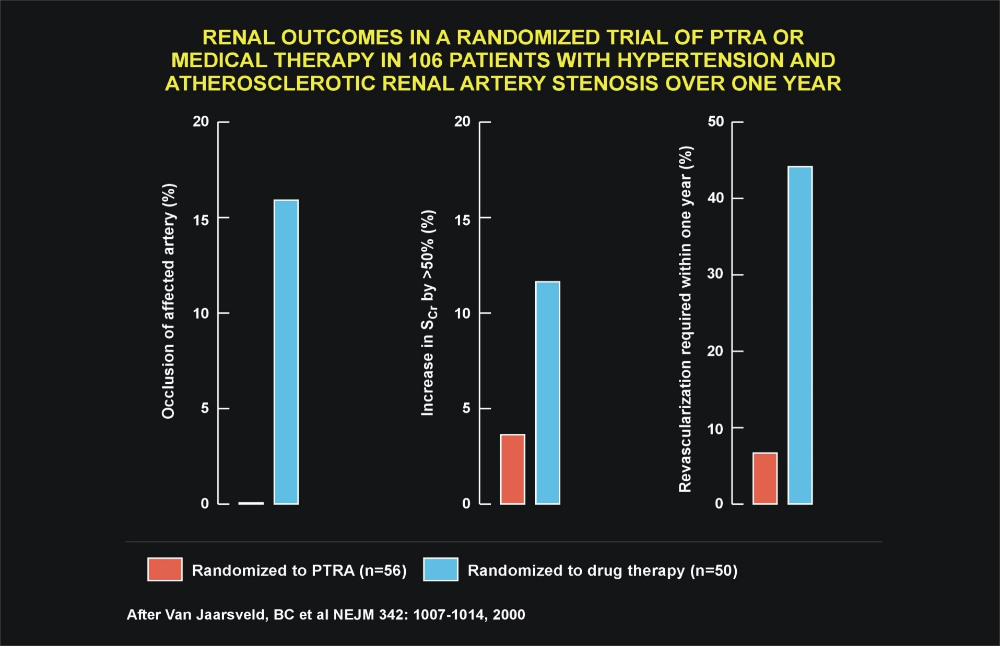 RENAL OUTCOMES IN A RANDOMIZED TRIAL OF PTRA OR
MEDICAL THERAPY IN 106 PATIENTS WITH HYPERTENSION AND
ATHEROSCLEROTIC RENAL ARTERY STENOSIS OVER ONE YEAR
Occlusion of affected artery (%)
20
15
10
5
0
Increase in SCr by >50% (%)
20
15
10
5
0
Revascularization required within one year (%)
50
40
30
20
10
0
Randomized to PTRA (n=56)
Randomized to drug therapy (n=50)
After Van Jaarsveld, BC et al NEJM 342: 1007-1014, 2000